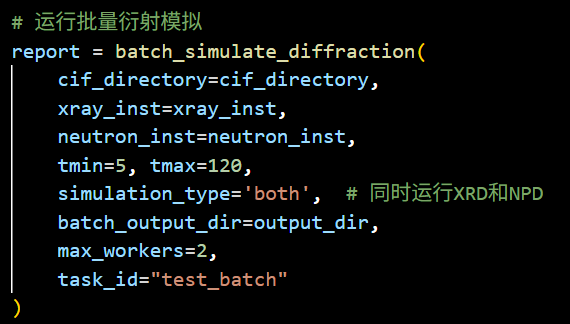 # 运行批量衍射模拟
report = batch_simulate_diffraction(
    cif_directory=cif_directory,
    xray_inst=xray_inst,
    neutron_inst=neutron_inst,
    tmin=5, tmax=120,
    simulation_type='both',  # 同时运行XRD和NPD
    batch_output_dir=output_dir,
    max_workers=2,
    task_id="test_batch"
)